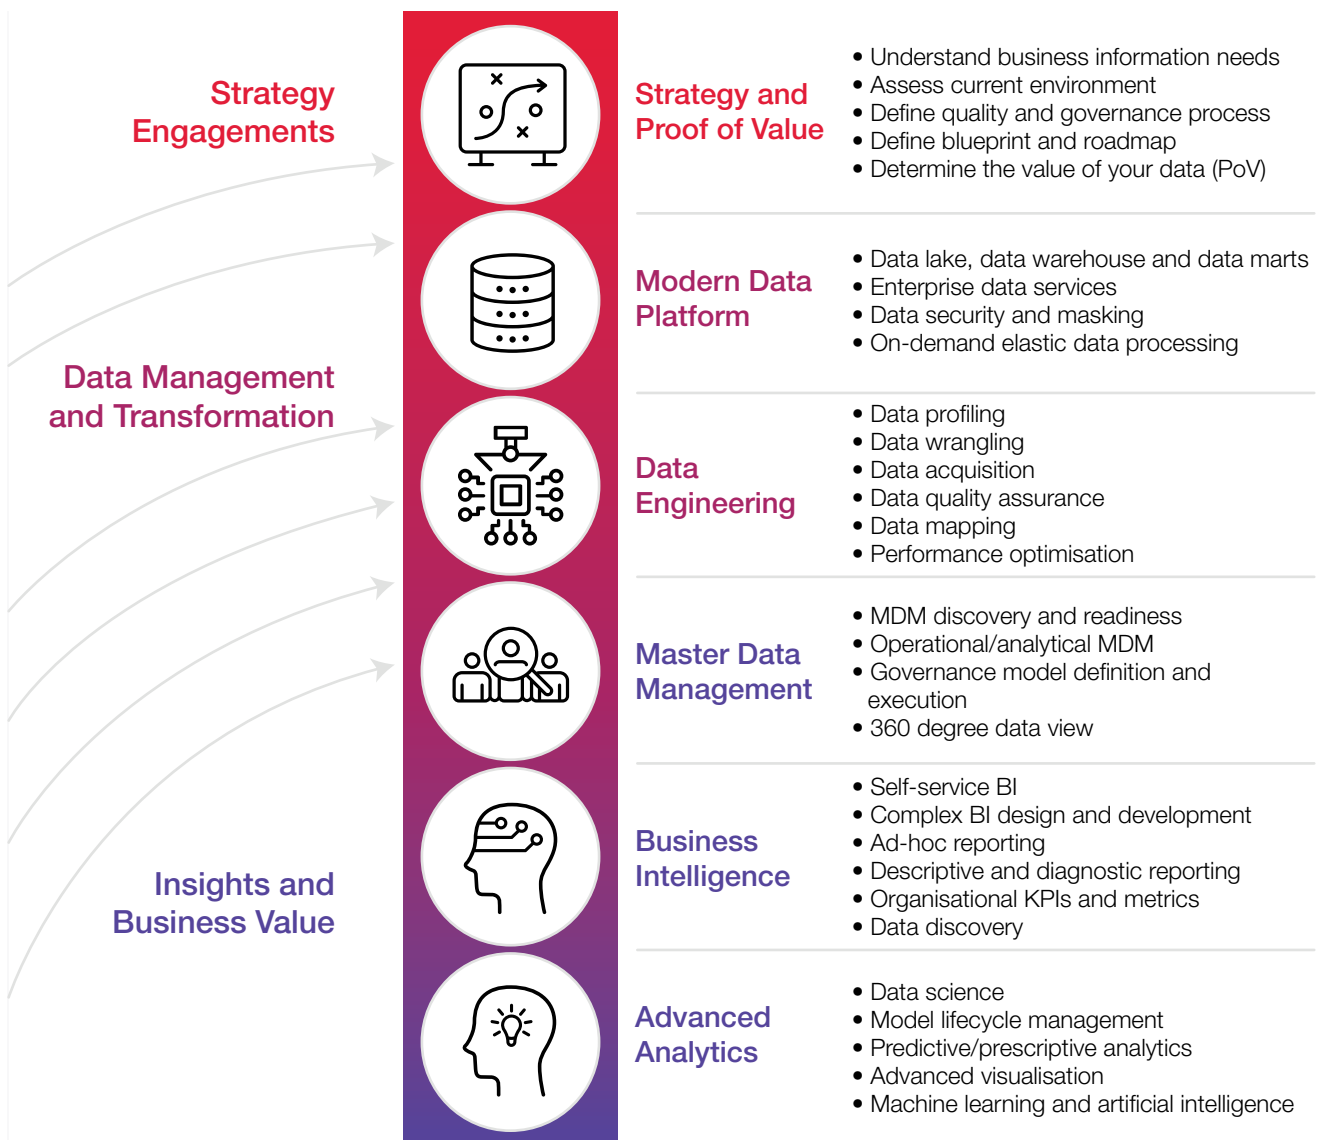 Strategy
Engagements
Strategy and
Proof of Value
• Understand business information needs
• Assess current environment
• Define quality and governance process
• Define blueprint and roadmap
• Determine the value of your data (PoV)
Data Management
and Transformation
Modern Data
Platform
• Data lake, data warehouse and data marts
• Enterprise data services
• Data security and masking
• On-demand elastic data processing
Data
Engineering
• Data profiling
• Data wrangling
• Data acquisition
• Data quality assurance
• Data mapping
• Performance optimisation
Master Data
Management
• MDM discovery and readiness
• Operational/analytical MDM
• Governance model definition and
execution
• 360 degree data view
Insights and
Business Value
Business
Intelligence
• Self-service BI
• Complex BI design and development
• Ad-hoc reporting
• Descriptive and diagnostic reporting
• Organisational KPIs and metrics
• Data discovery
Advanced
Analytics
• Data science
• Model lifecycle management
• Predictive/prescriptive analytics
• Advanced visualisation
• Machine learning and artificial intelligence